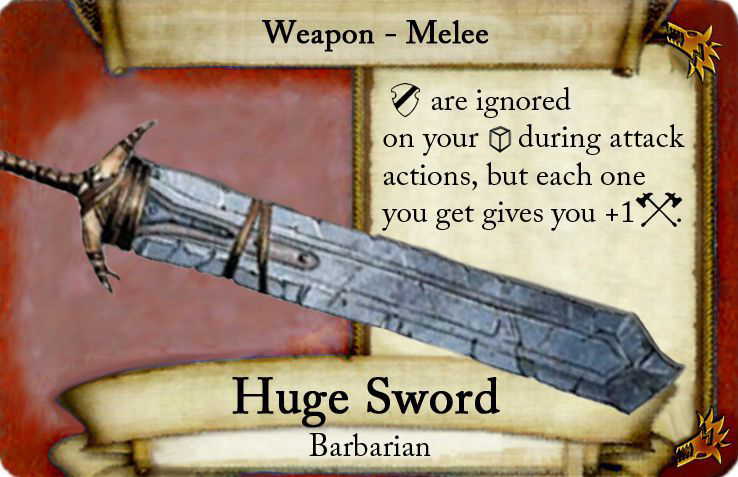 Weapon - Melee
are ignored
on your during attack
actions, but each one
you get gives you +1 .
Huge Sword
Barbarian